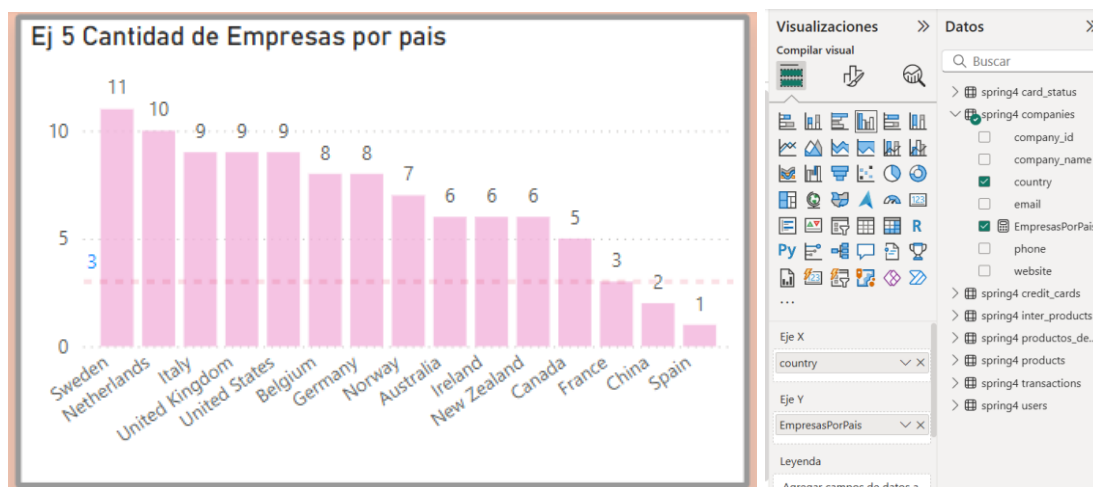 Ej 5 Cantidad de Empresas por pais
11
10
9
9
9
8
8
7
6
6
6
5
3
2
1
10
5
3
0
Sweden
Netherlands
Italy
United Kingdom
United States
Belgium
Germany
Norway
Australia
Ireland
New Zealand
Canada
France
China
Spain
Visualizaciones
Compilar visual
123
R
Py
123
...
Eje X
country
Eje Y
EmpresasPorPais
Leyenda
Agregar campos de datos a
Datos
Buscar
spring4 card_status
spring4 companies
company_id
company_name
country
email
EmpresasPorPais
phone
website
spring4 credit_cards
spring4 inter_products
spring4 productos_de...
spring4 products
spring4 transactions
spring4 users